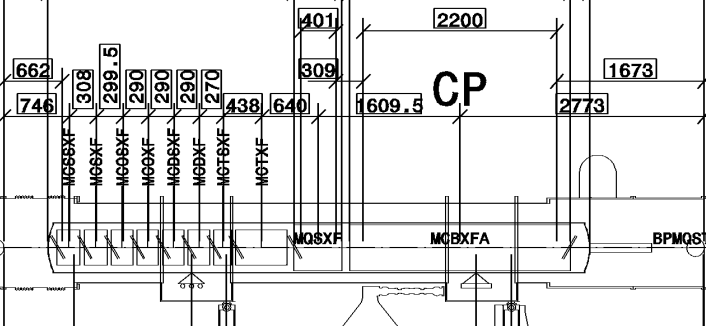 401
2200
662
308
299.5
290
290
290
270
309
CP
1673
746
438
640
1609.5
2773
MCSSXF
MCSXF
MCOSXF
MCOXF
MCDSXF
MCDXF
MCTSXF
MCTXF
MQSXF
MCBXFA
BPMQST